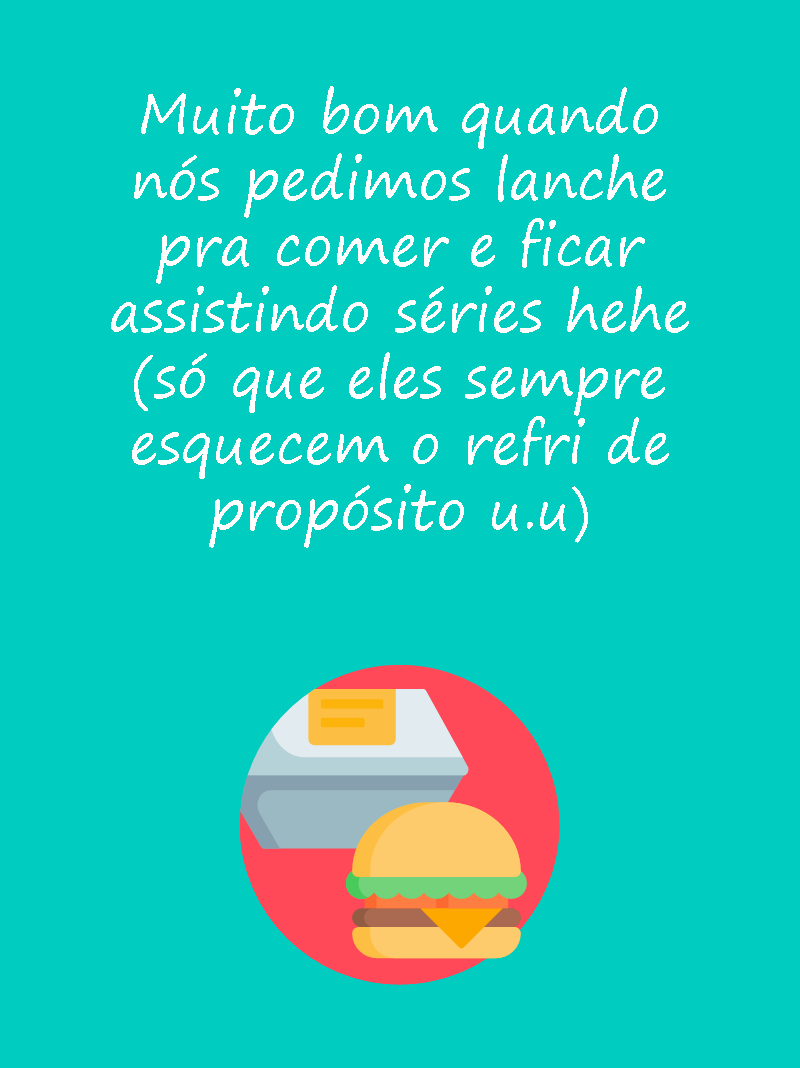 Muito bom quando
nós pedimos lanche
pra comer e ficar
assistindo séries hehe
(só que eles sempre
esquecem o refri de
propósito u.u)